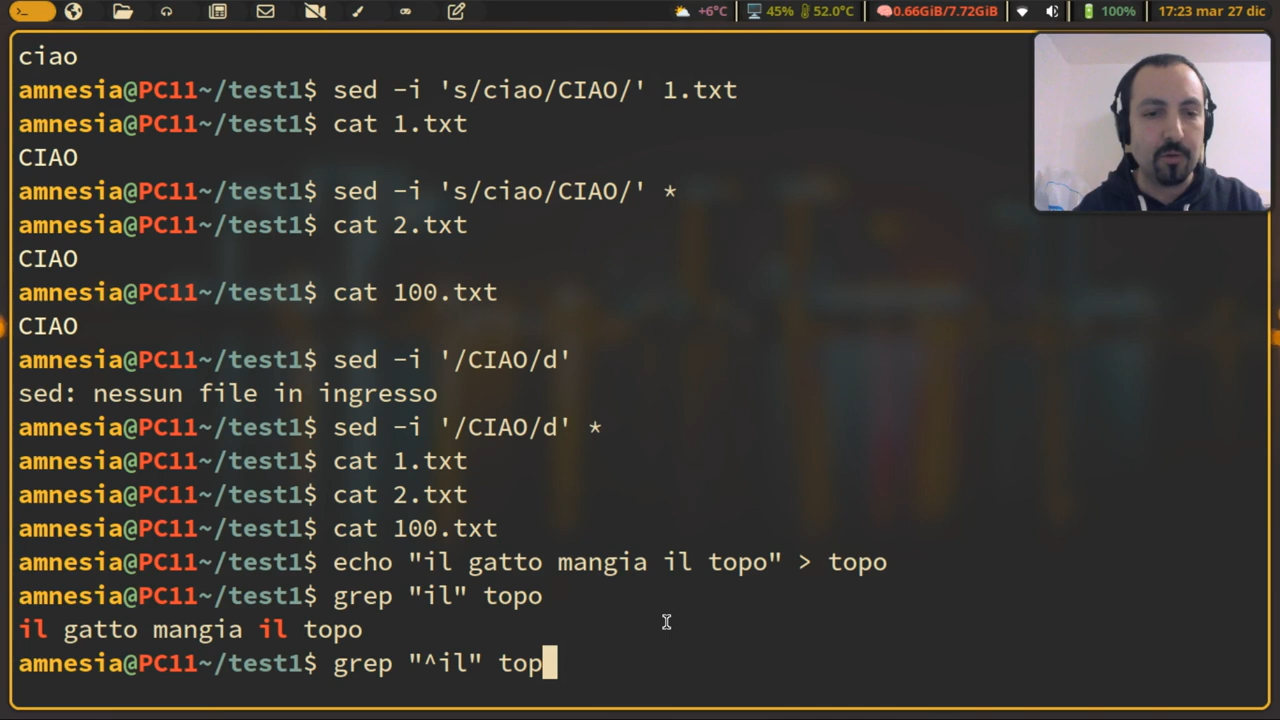 +6°C 45% 52.0°C 0.66GiB/7.72GiB 100% 17:23 mar 27 dic
ciao
amnesia@PC11~/test1$ sed -i 's/ciao/CIAO/' 1.txt
amnesia@PC11~/test1$ cat 1.txt
CIAO
amnesia@PC11~/test1$ sed -i 's/ciao/CIAO/' *
amnesia@PC11~/test1$ cat 2.txt
CIAO
amnesia@PC11~/test1$ cat 100.txt
CIAO
amnesia@PC11~/test1$ sed -i '/CIAO/d'
sed: nessun file in ingresso
amnesia@PC11~/test1$ sed -i '/CIAO/d' *
amnesia@PC11~/test1$ cat 1.txt
amnesia@PC11~/test1$ cat 2.txt
amnesia@PC11~/test1$ cat 100.txt
amnesia@PC11~/test1$ echo "il gatto mangia il topo" > topo
amnesia@PC11~/test1$ grep "il" topo
il gatto mangia il topo
amnesia@PC11~/test1$ grep "^il" top